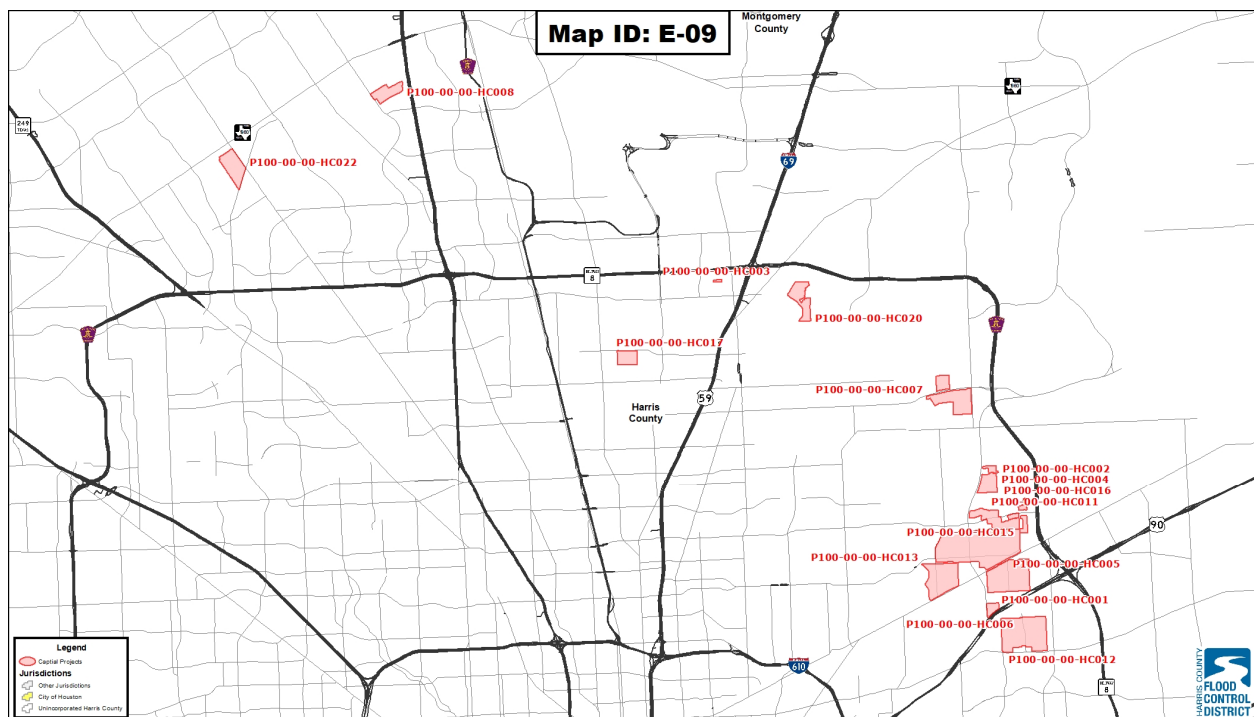 Map ID: E-09
Montgomery
County
P100-00-00-HC008
249
1960
1960
P100-00-00-HC022
69
P100-00-00-HC003
8
P100-00-00-HC020
P100-00-00-HC017
P100-00-00-HC007
59
Harris
County
P100-00-00-HC002
P100-00-00-HC004
P100-00-00-HC016
P100-00-00-HC011
90
P100-00-00-HC015
P100-00-00-HC013
P100-00-00-HC005
P100-00-00-HC001
P100-00-00-HC006
P100-00-00-HC012
610
8
Legend
Captial Projects
Jurisdictions
Other Jurisdictions
City of Houston
Unincorporated Harris County
HARRIS COUNTY
FLOOD
CONTROL
DISTRICT